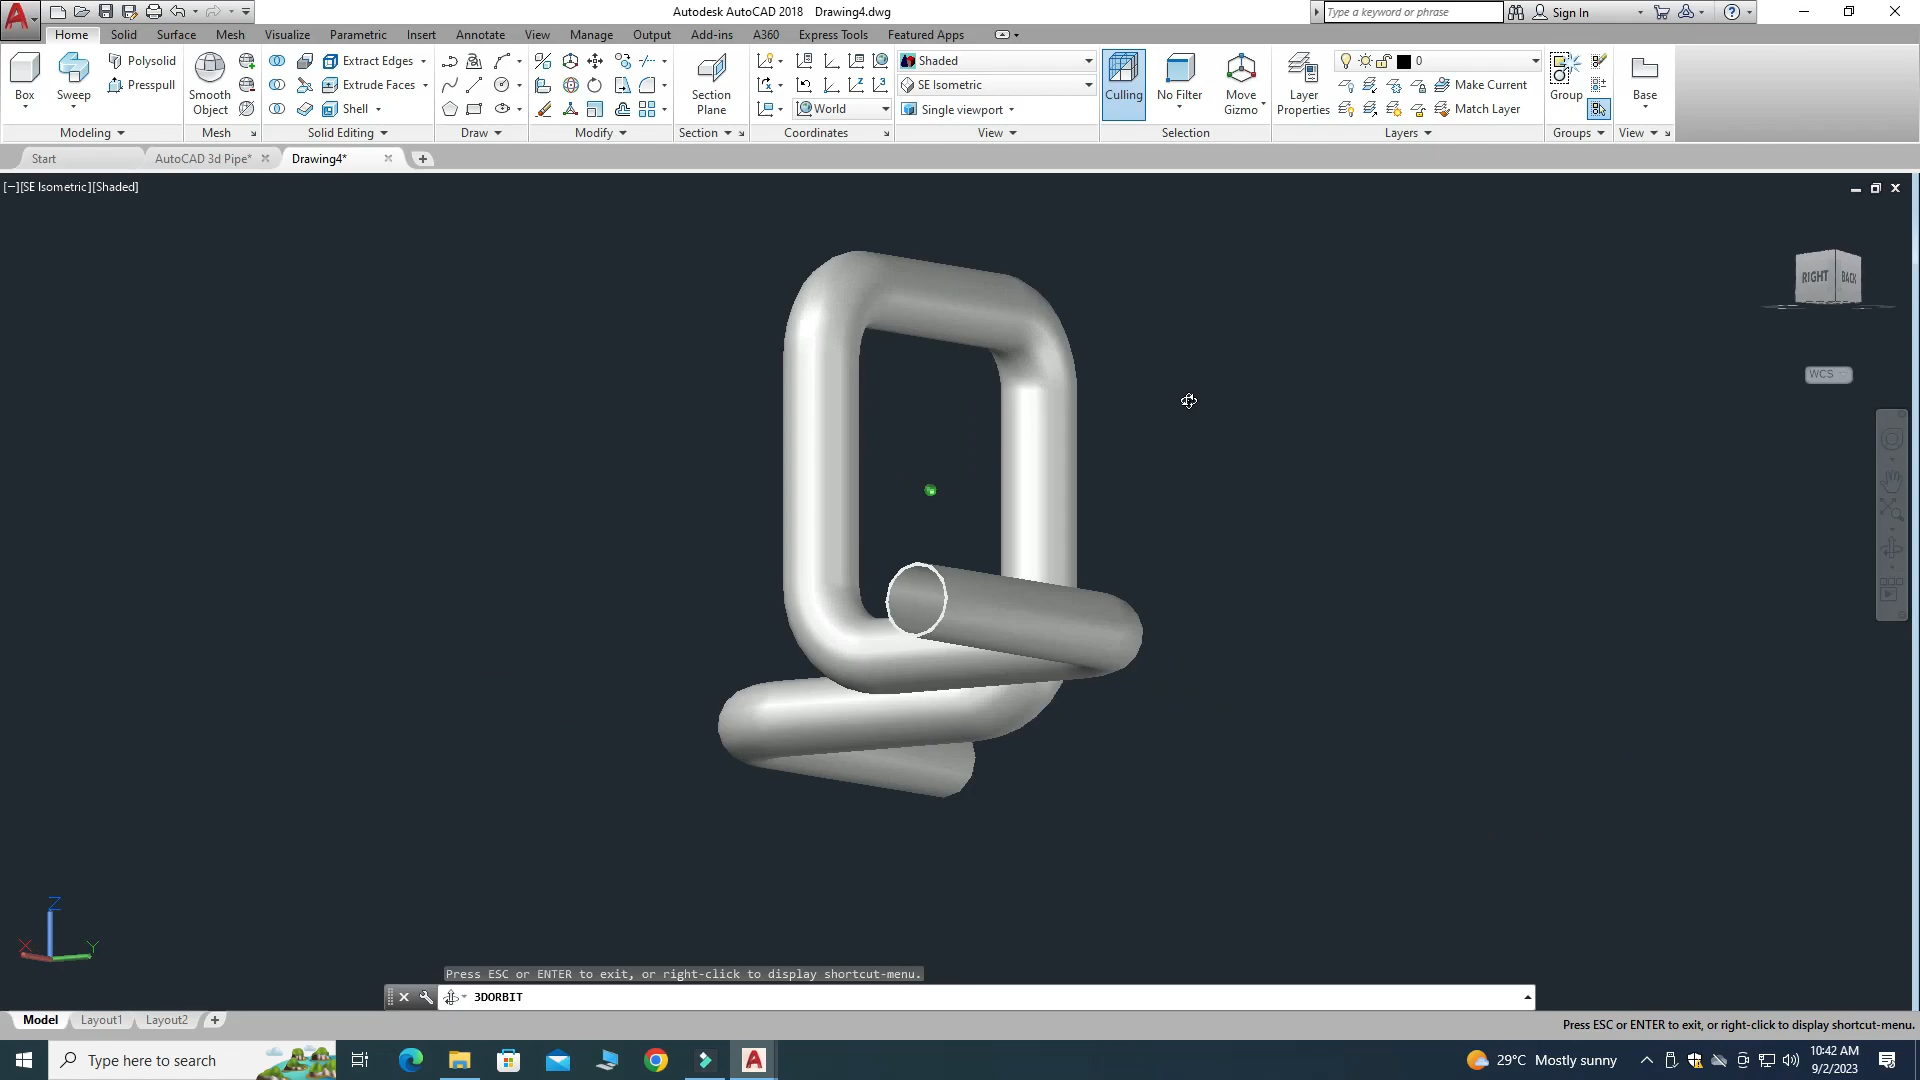 Autodesk AutoCAD 2018 Drawing4.dwg
Type a keyword or phrase
Sign In
Home Solid Surface Mesh Visualize Parametric Insert Annotate View Manage Output Add-ins A360 Express Tools Featured Apps
Box
Sweep
Polysolid
Presspull
Smooth
Object
Extract Edges
Extrude Faces
Shell
Section
Plane
World
Shaded
SE Isometric
Single viewport
Culling
No Filter
Move
Gizmo
Layer
Properties
0
Make Current
Match Layer
Group
Base
Modeling Mesh Solid Editing Draw Modify Section Coordinates View Selection Layers Groups View
Start AutoCAD 3d Pipe* Drawing4*
[−][SE Isometric][Shaded]
RIGHT BACK
WCS
Z
X Y
Press ESC or ENTER to exit, or right-click to display shortcut-menu.
3DORBIT
Model Layout1 Layout2
Press ESC or ENTER to exit, or right-click to display shortcut-menu.
Type here to search
29°C Mostly sunny
10:42 AM
9/2/2023